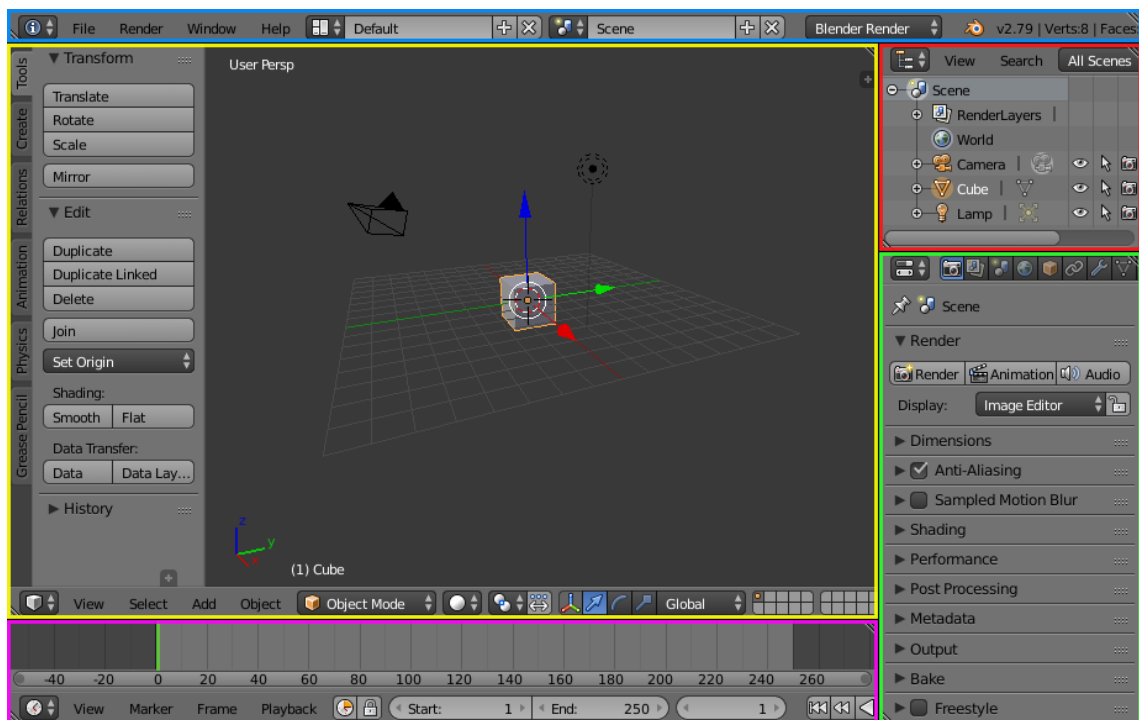 File Render Window Help Default Scene Blender Render v2.79 | Verts:8 | Faces:
Tools
Create
Relations
Animation
Physics
Grease Pencil
Transform
Translate
Rotate
Scale
Mirror
Edit
Duplicate
Duplicate Linked
Delete
Join
Set Origin
Shading:
Smooth Flat
Data Transfer:
Data Data Lay...
History
User Persp
z
y
x
(1) Cube
View Select Add Object Object Mode Global
-40 -20 0 20 40 60 80 100 120 140 160 180 200 220 240 260
View Marker Frame Playback Start: 1 End: 250 1
View Search All Scenes
Scene
RenderLayers |
World
Camera |
Cube |
Lamp |
Scene
Render
Render Animation Audio
Display: Image Editor
Dimensions
Anti-Aliasing
Sampled Motion Blur
Shading
Performance
Post Processing
Metadata
Output
Bake
Freestyle